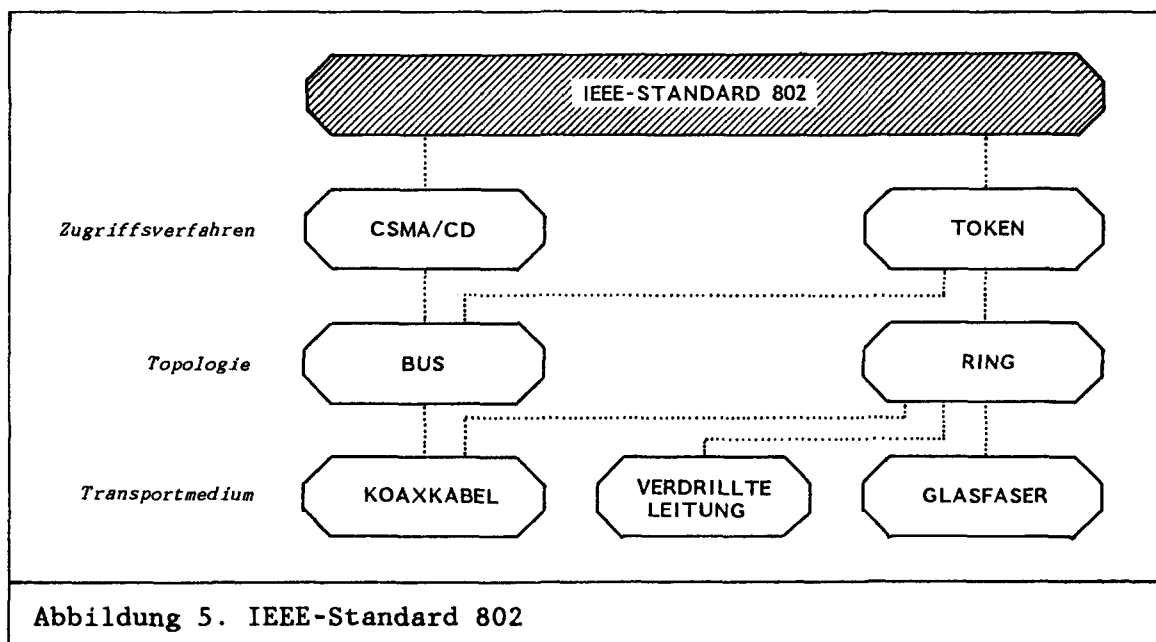 IEEE-STANDARD 802
Zugriffsverfahren
CSMA/CD
TOKEN
Topologie
BUS
RING
Transportmedium
KOAXKABEL
VERDRILLTE
LEITUNG
GLASFASER
Abbildung 5. IEEE-Standard 802